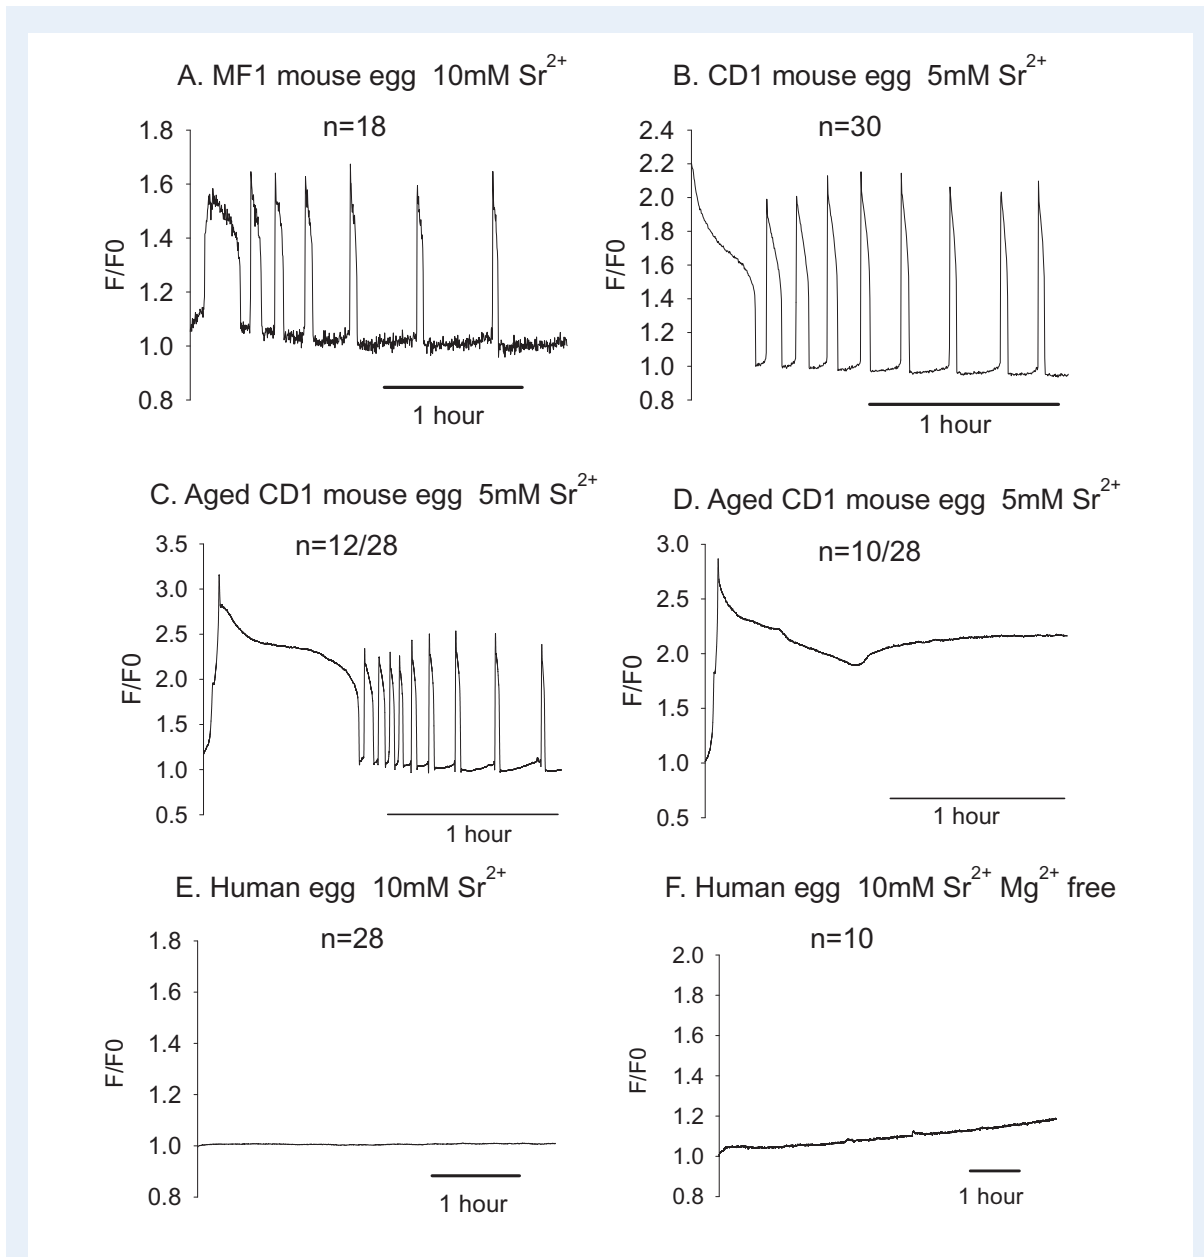 A. MF1 mouse egg 10mM Sr²⁺
n=18
1.8
1.6
1.4
1.2
1.0
0.8
F/F0
1 hour
B. CD1 mouse egg 5mM Sr²⁺
n=30
2.4
2.2
2.0
1.8
1.6
1.4
1.2
1.0
0.8
F/F0
1 hour
C. Aged CD1 mouse egg 5mM Sr²⁺
n=12/28
3.5
3.0
2.5
2.0
1.5
1.0
0.5
F/F0
1 hour
D. Aged CD1 mouse egg 5mM Sr²⁺
n=10/28
3.0
2.5
2.0
1.5
1.0
0.5
F/F0
1 hour
E. Human egg 10mM Sr²⁺
n=28
1.8
1.6
1.4
1.2
1.0
0.8
F/F0
1 hour
F. Human egg 10mM Sr²⁺ Mg²⁺ free
n=10
2.0
1.8
1.6
1.4
1.2
1.0
0.8
F/F0
1 hour